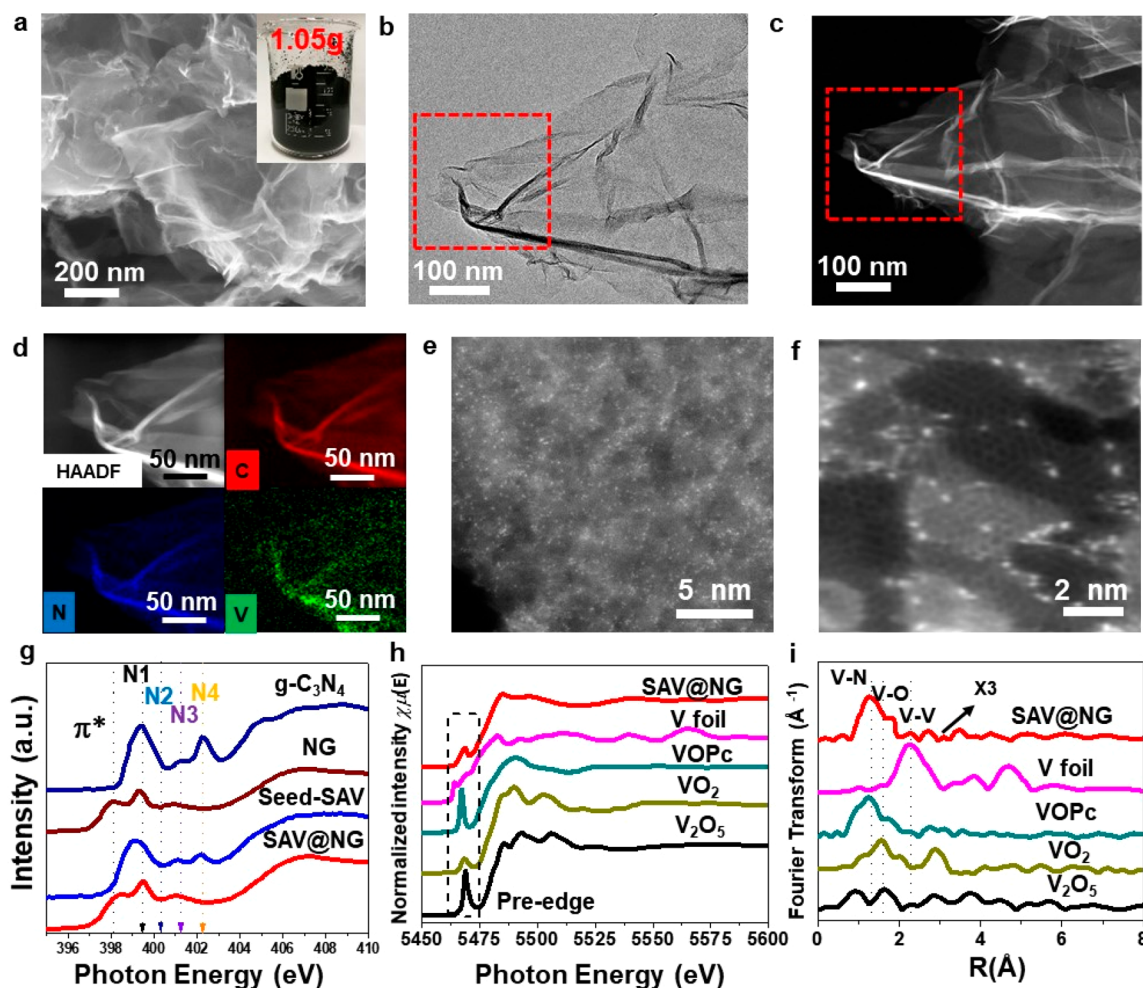 a
1.05g
200 nm
b
100 nm
c
100 nm
d
HAADF
50 nm
C
50 nm
N
50 nm
V
50 nm
e
5 nm
f
2 nm
g
Intensity (a.u.)
π*
N1
N2
N3
N4
g-C₃N₄
NG
Seed-SAV
SAV@NG
396 398 400 402 404 406 408 410
Photon Energy (eV)
h
Normalized intensity χμ(E)
SAV@NG
V foil
VOPc
VO₂
V₂O₅
Pre-edge
5450 5475 5500 5525 5550 5575 5600
Photon Energy (eV)
i
Fourier Transform (Å⁻¹)
V-N
V-O
V-V
X3
SAV@NG
V foil
VOPc
VO₂
V₂O₅
0 2 4 6 8
R(Å)